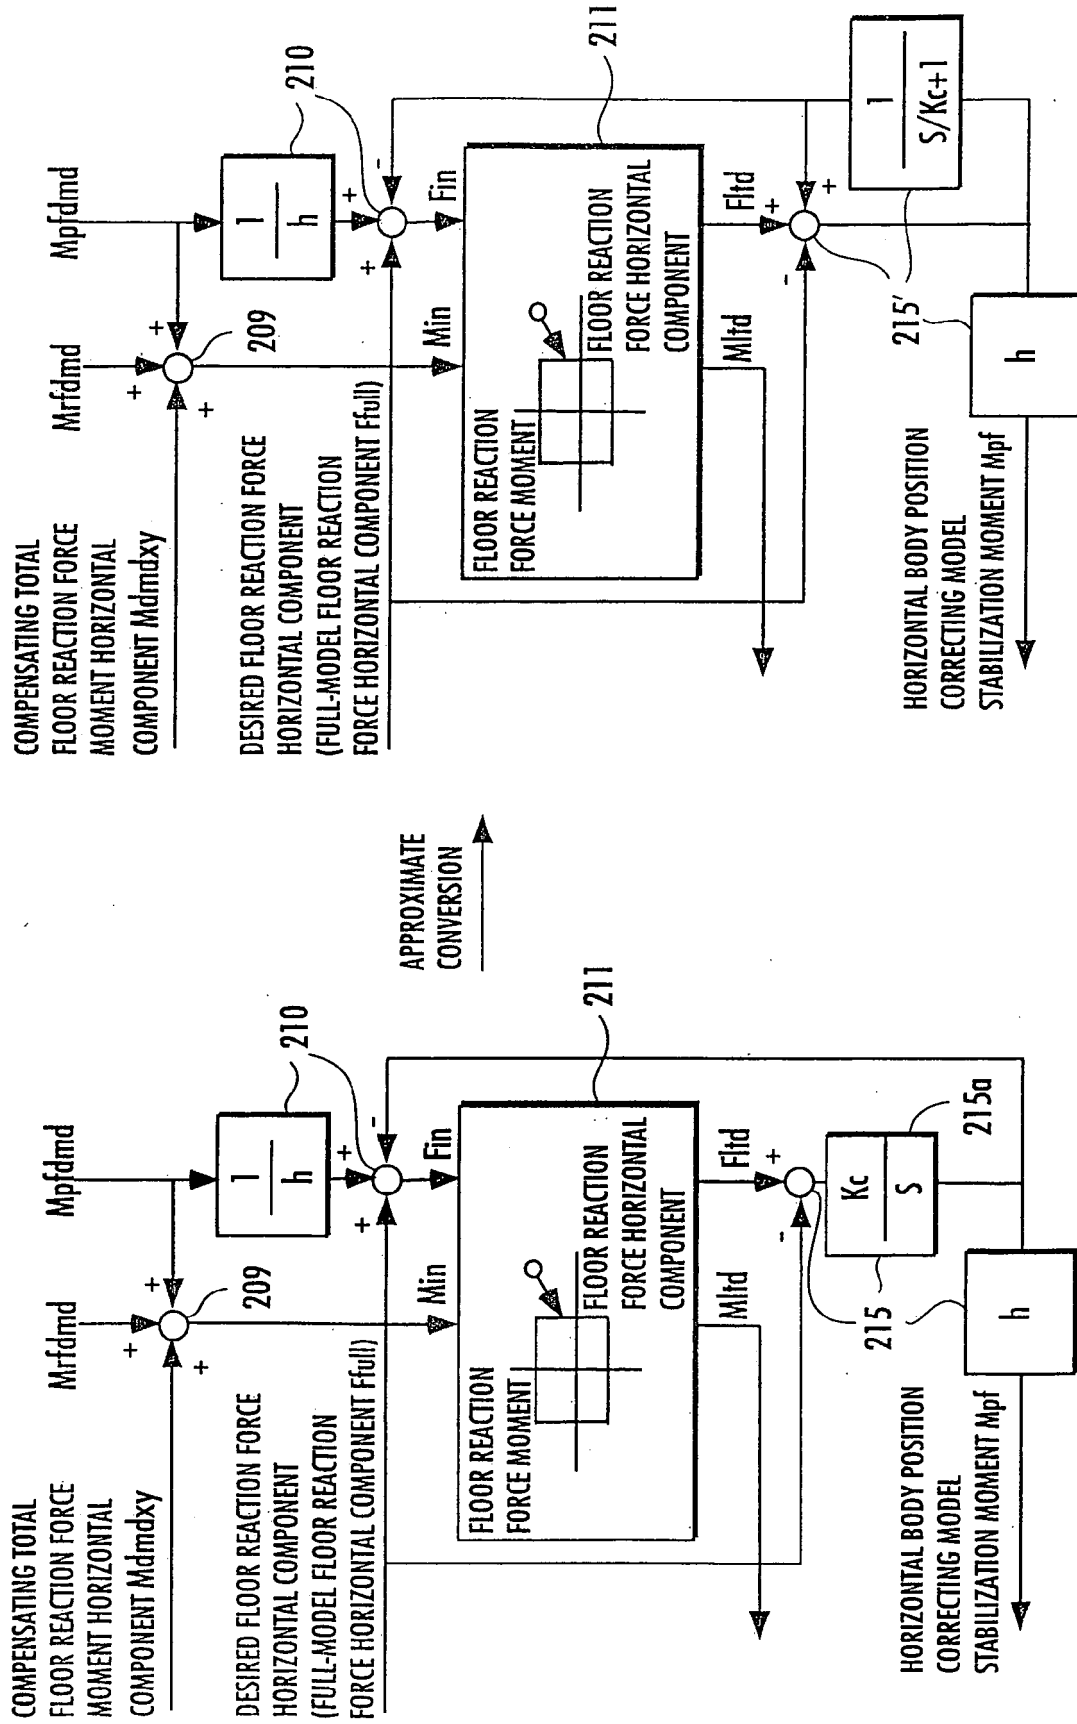 COMPENSATING TOTAL
FLOOR REACTION FORCE
MOMENT HORIZONTAL
COMPONENT Mdmdxy
Mrfdmd
Mpfdmd
+
+
+
209
1
h
210
DESIRED FLOOR REACTION FORCE
HORIZONTAL COMPONENT
(FULL-MODEL FLOOR REACTION
FORCE HORIZONTAL COMPONENT Ffull)
+
+
-
Min
Fin
FLOOR REACTION
FORCE MOMENT
FLOOR REACTION
FORCE HORIZONTAL
COMPONENT
211
Mltd
Fltd
-
+
Kc
S
215a
215
h
HORIZONTAL BODY POSITION
CORRECTING MODEL
STABILIZATION MOMENT Mpf
APPROXIMATE
CONVERSION
COMPENSATING TOTAL
FLOOR REACTION FORCE
MOMENT HORIZONTAL
COMPONENT Mdmdxy
Mrfdmd
Mpfdmd
+
+
+
209
1
h
210
DESIRED FLOOR REACTION FORCE
HORIZONTAL COMPONENT
(FULL-MODEL FLOOR REACTION
FORCE HORIZONTAL COMPONENT Ffull)
+
+
-
Min
Fin
FLOOR REACTION
FORCE MOMENT
FLOOR REACTION
FORCE HORIZONTAL
COMPONENT
211
Mltd
Fltd
-
+
+
1
S/Kc+1
215'
h
HORIZONTAL BODY POSITION
CORRECTING MODEL
STABILIZATION MOMENT Mpf